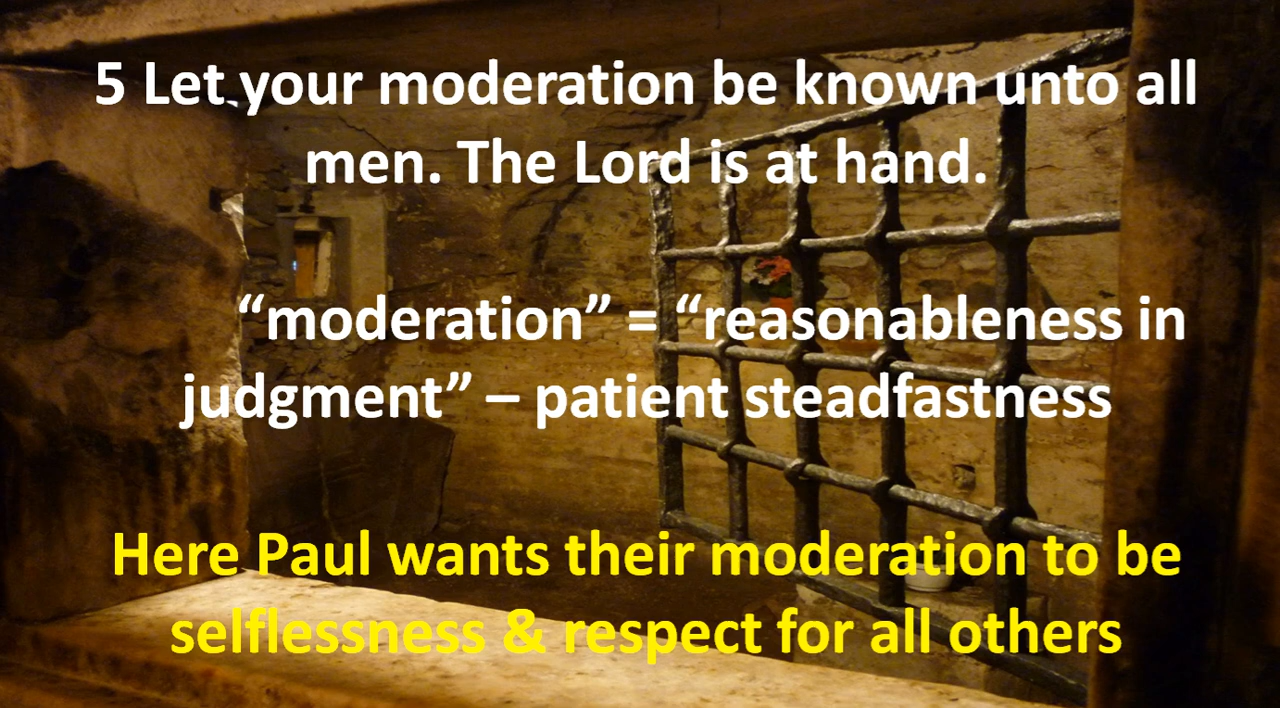 5 Let your moderation be known unto all
men. The Lord is at hand.
“moderation” = “reasonableness in
judgment” – patient steadfastness
Here Paul wants their moderation to be
selflessness & respect for all others